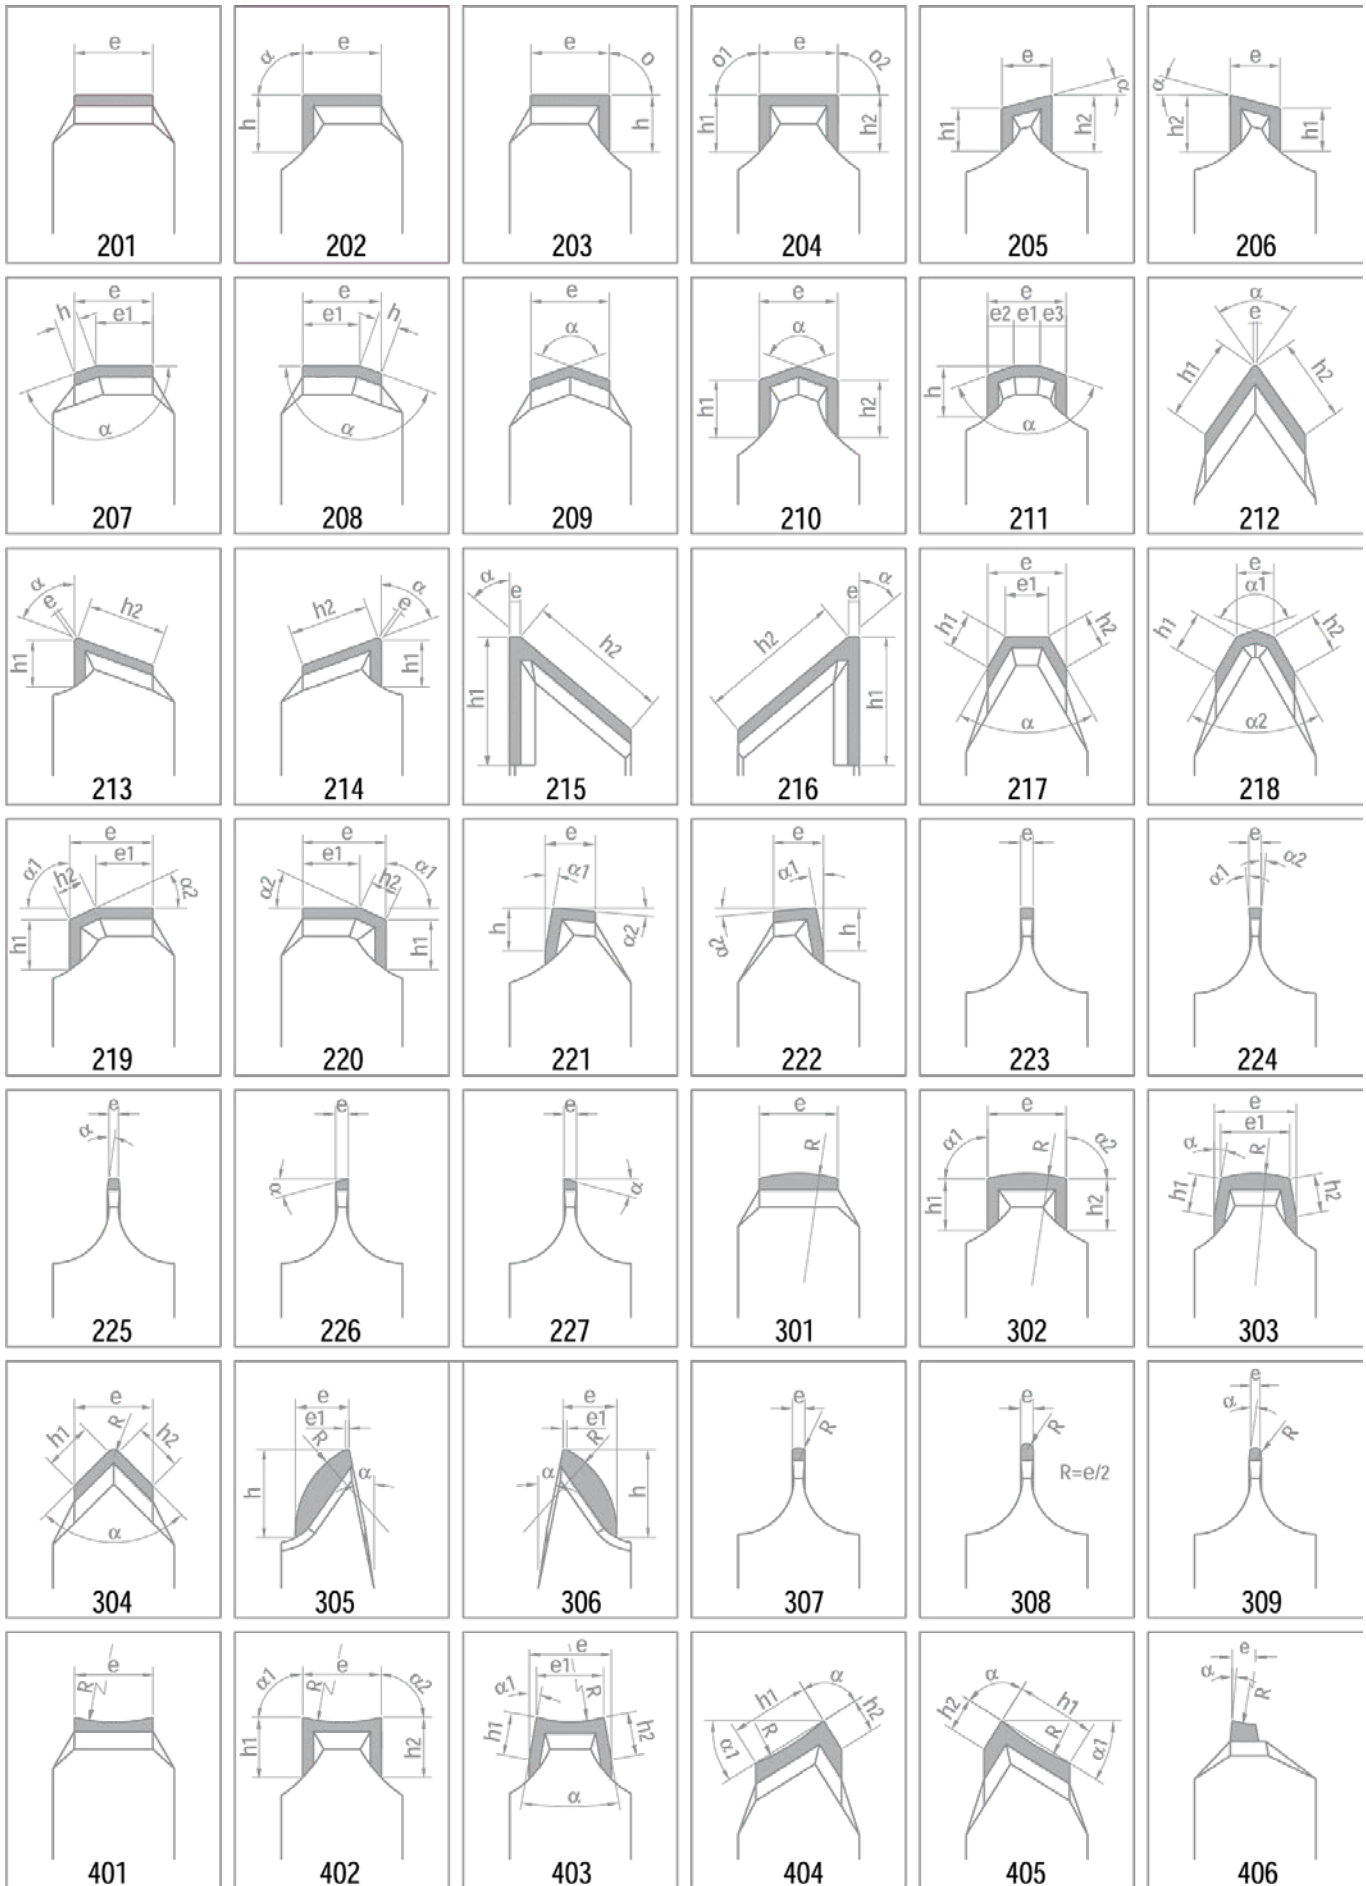 e
201
α e
h
202
e o
h
203
o1 e o2
h1 h2
204
e
α
h1 h2
205
e
α
h2 h1
206
e
h e1
α
207
e
e1 h
α
208
e
α
209
e
α
h1 h2
210
e
e2 e1 e3
h
α
211
α
e
h1 h2
212
α
e h2
h1
213
α
h2 e
h1
214
α
e
h2
h1
215
α
e
h2
h1
216
e
e1
h1 h2
α
217
e
α1
h1 h2
α2
218
e
α1 e1
h2 α2
h1
219
e
e1 α1
α2 h2
h1
220
e
α1
h
α2
221
e
α1
h
α2
222
e
223
e
α1 α2
224
e
α
225
e
α
226
e
α
227
e
R
301
e
α1 R α2
h1 h2
302
e
e1
α R
h1 h2
303
e
R
h1 h2
α
304
e
e1
R
α
h
305
e
e1
R
α
h
306
e
R
307
e
R
R=e/2
308
e
α
R
309
e
R
401
e
α1 R α2
h1 h2
402
e
e1
α1 R
h1 h2
α
403
α
h1 h2
R
α1
404
α
h2 h1
R
α1
405
e
α
R
406